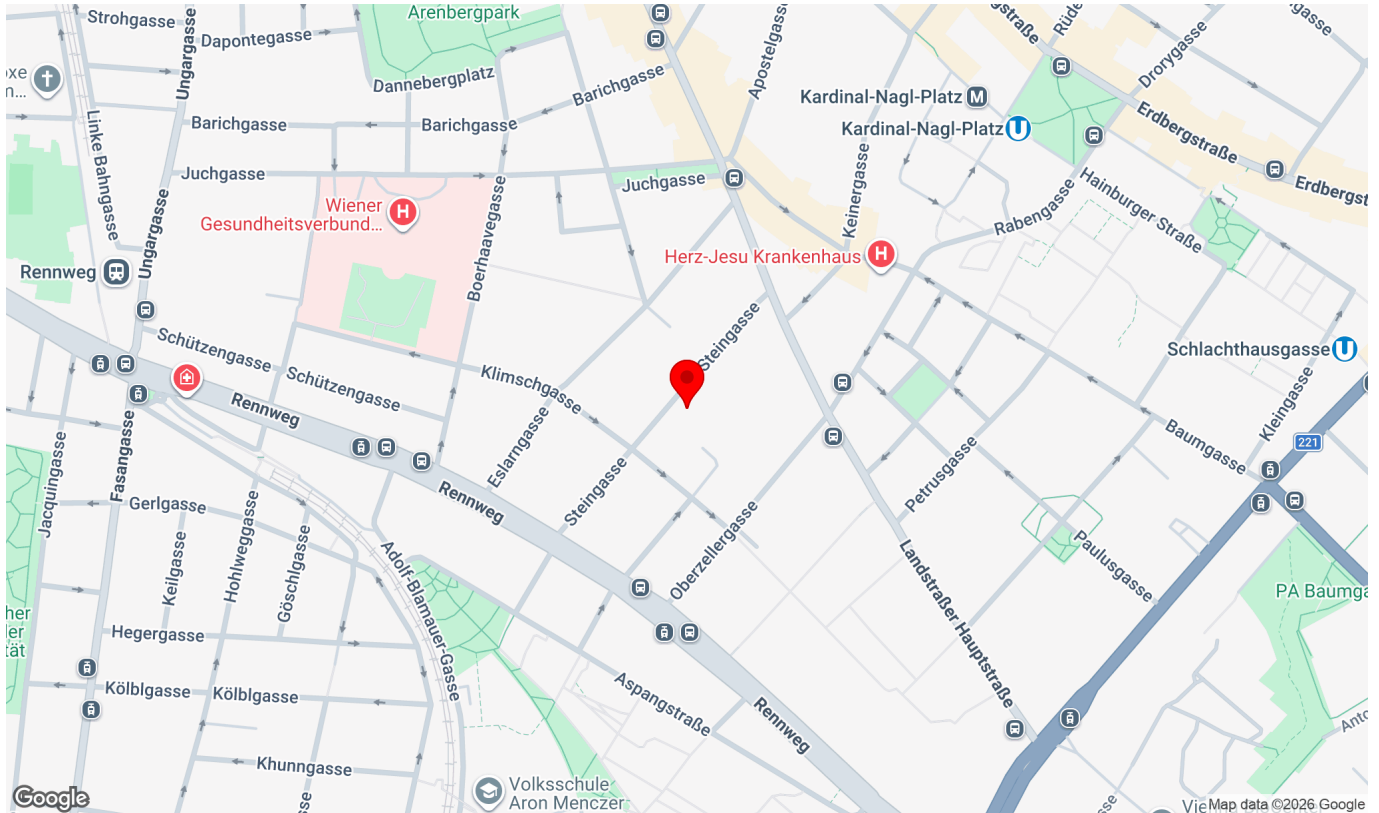 Strohgasse
Arenbergpark
Dapontegasse
Ungargasse
Dannebergplatz
Barichgasse
Apostelgasse
Drorygasse
Kardinal-Nagl-Platz
Kardinal-Nagl-Platz
Erdbergstraße
Barichgasse
Barichgasse
Linke Bahngasse
Juchgasse
Juchgasse
Hainburger Straße
Wiener
Gesundheitsverbund...
Boerhaavegasse
Keinergasse
Rabengasse
Ungargasse
Rennweg
Herz-Jesu Krankenhaus
Schützengasse
Schützengasse
Steingasse
Schlachthausgasse
Klimschgasse
Rennweg
Eslarngasse
Kleingasse
Baumgasse
221
Jacquingasse
Fasangasse
Steingasse
Petrusgasse
Gerlgasse
Rennweg
Hohlweggasse
Keilgasse
Göschlgasse
Adolf-Blamauer-Gasse
Oberzellergasse
Landstraßer Hauptstraße
Paulusgasse
Hegergasse
Kölblgasse
Kölblgasse
Aspangstraße
Rennweg
Khunngasse
Volksschule
Aron Menczer
Google
Map data ©2026 Google